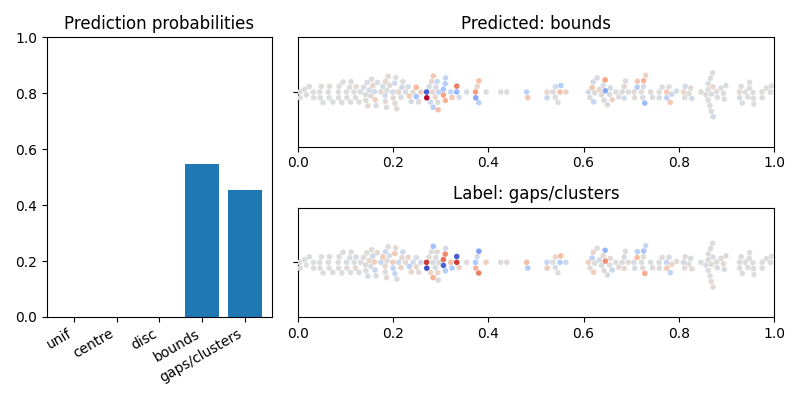 Prediction probabilities
1.0
0.8
0.6
0.4
0.2
0.0
unif
centre
disc
bounds
gaps/clusters
Predicted: bounds
0.0 0.2 0.4 0.6 0.8 1.0
Label: gaps/clusters
0.0 0.2 0.4 0.6 0.8 1.0